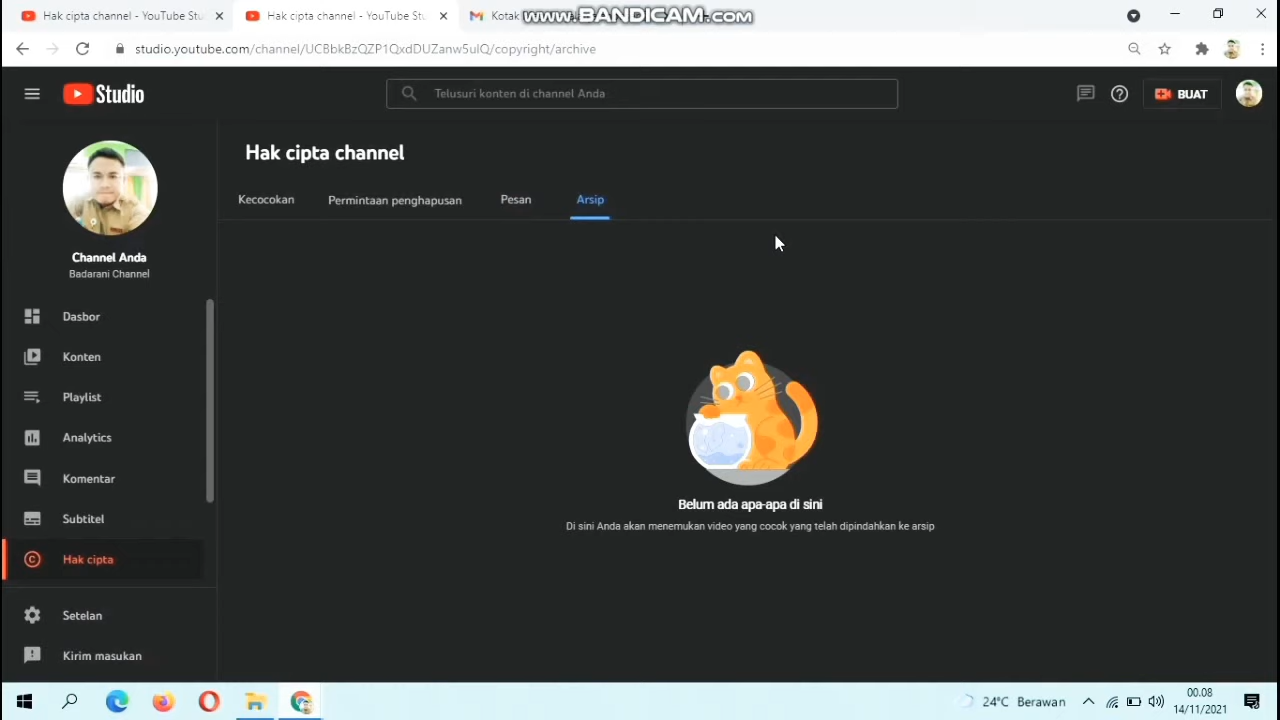 Hak cipta channel - YouTube Stu
Hak cipta channel - YouTube Stu
Kotak
www.BANDICAM.com
studio.youtube.com/channel/UCBbkBzQZP1QxdDUZanw5uIQ/copyright/archive
Studio
Telusuri konten di channel Anda
BUAT
Channel Anda
Badarani Channel
Dasbor
Konten
Playlist
Analytics
Komentar
Subtitel
Hak cipta
Setelan
Kirim masukan
Hak cipta channel
Kecocokan
Permintaan penghapusan
Pesan
Arsip
Belum ada apa-apa di sini
Di sini Anda akan menemukan video yang cocok yang telah dipindahkan ke arsip
24°C Berawan
00.08
14/11/2021